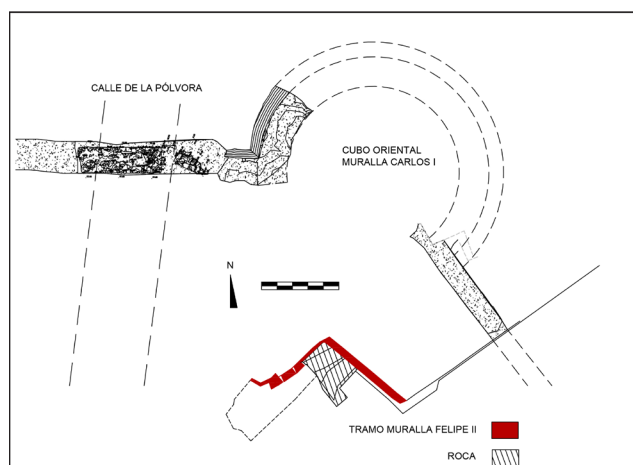 CALLE DE LA PÓLVORA
CUBO ORIENTAL
MURALLA CARLOS I
N
TRAMO MURALLA FELIPE II
ROCA